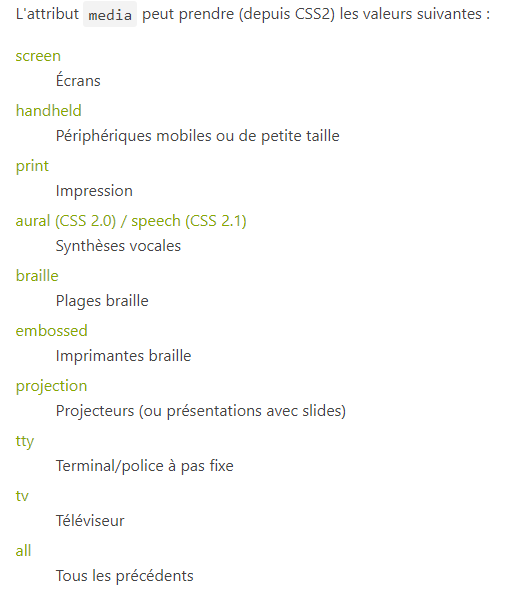 L'attribut media peut prendre (depuis CSS2) les valeurs suivantes :
screen
Écrans
handheld
Périphériques mobiles ou de petite taille
print
Impression
aural (CSS 2.0) / speech (CSS 2.1)
Synthèses vocales
braille
Plages braille
embossed
Imprimantes braille
projection
Projecteurs (ou présentations avec slides)
tty
Terminal/police à pas fixe
tv
Téléviseur
all
Tous les précédents